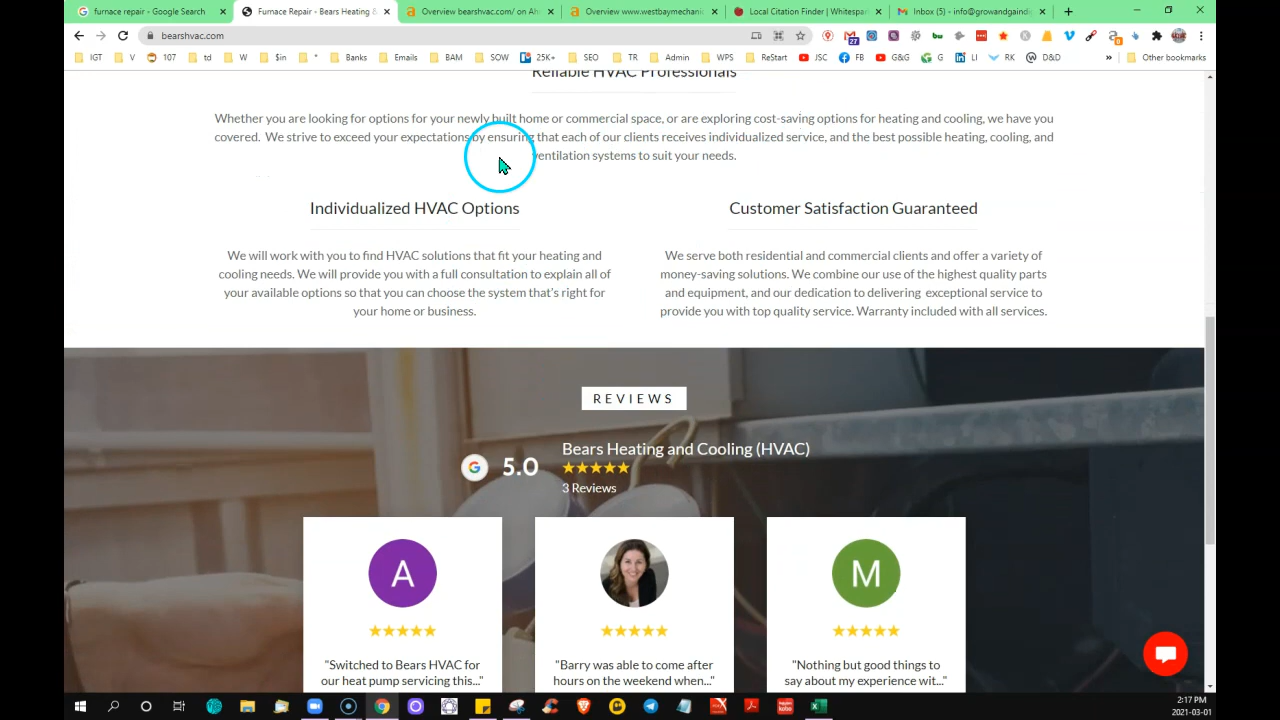 furnace repair - Google Search
Furnace Repair - Bears Heating &
Overview bearshvac.com/ on Ah
Overview www.westbaymechanic
Local Citation Finder | Whitespar
Inbox (5) - info@growandgaindig
bearshvac.com
27
8
IGT
V
107
td
W
$in
*
Banks
Emails
BAM
SOW
25K+
SEO
TR
Admin
WPS
ReStart
JSC
FB
G&G
G
LI
RK
D&D
»
Other bookmarks
Reliable HVAC Professionals
Whether you are looking for options for your newly built home or commercial space, or are exploring cost-saving options for heating and cooling, we have you
covered. We strive to exceed your expectations by ensuring that each of our clients receives individualized service, and the best possible heating, cooling, and
ventilation systems to suit your needs.
Individualized HVAC Options
We will work with you to find HVAC solutions that fit your heating and
cooling needs. We will provide you with a full consultation to explain all of
your available options so that you can choose the system that's right for
your home or business.
Customer Satisfaction Guaranteed
We serve both residential and commercial clients and offer a variety of
money-saving solutions. We combine our use of the highest quality parts
and equipment, and our dedication to delivering exceptional service to
provide you with top quality service. Warranty included with all services.
REVIEWS
Bears Heating and Cooling (HVAC)
5.0
3 Reviews
A
"Switched to Bears HVAC for
our heat pump servicing this..."
"Barry was able to come after
hours on the weekend when..."
M
"Nothing but good things to
say about my experience wit..."
2:17 PM
2021-03-01